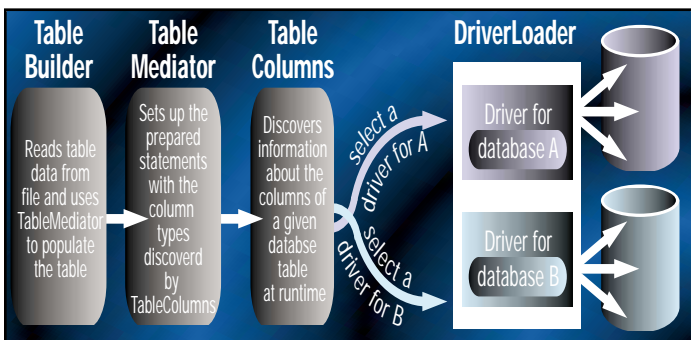 Table
Builder
Reads table
data from
file and uses
TableMediator
to populate
the table
Table
Mediator
Sets up the
prepared
statements
with the
column
types
discoverd
by
TableColumns
Table
Columns
Discovers
information
about the
columns of
a given
databse
table
at runtime
select a
driver for A
select a
driver for B
DriverLoader
Driver for
database A
Driver for
database B